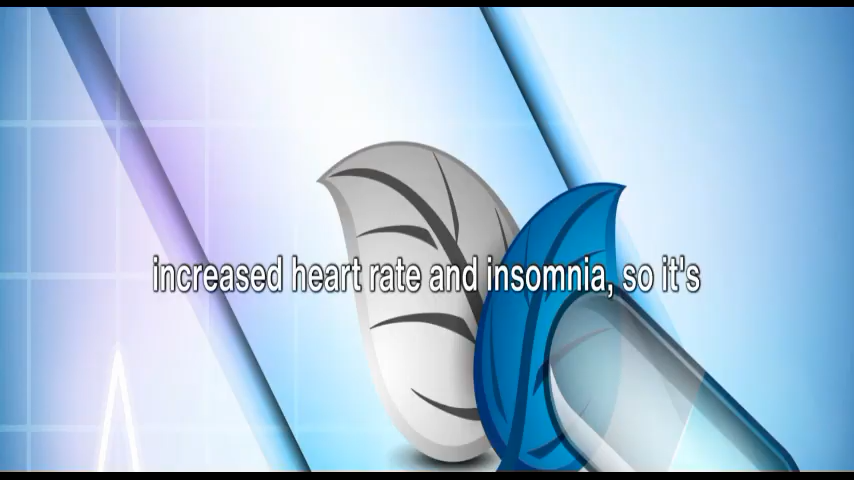 increased heart rate and insomnia, so it's